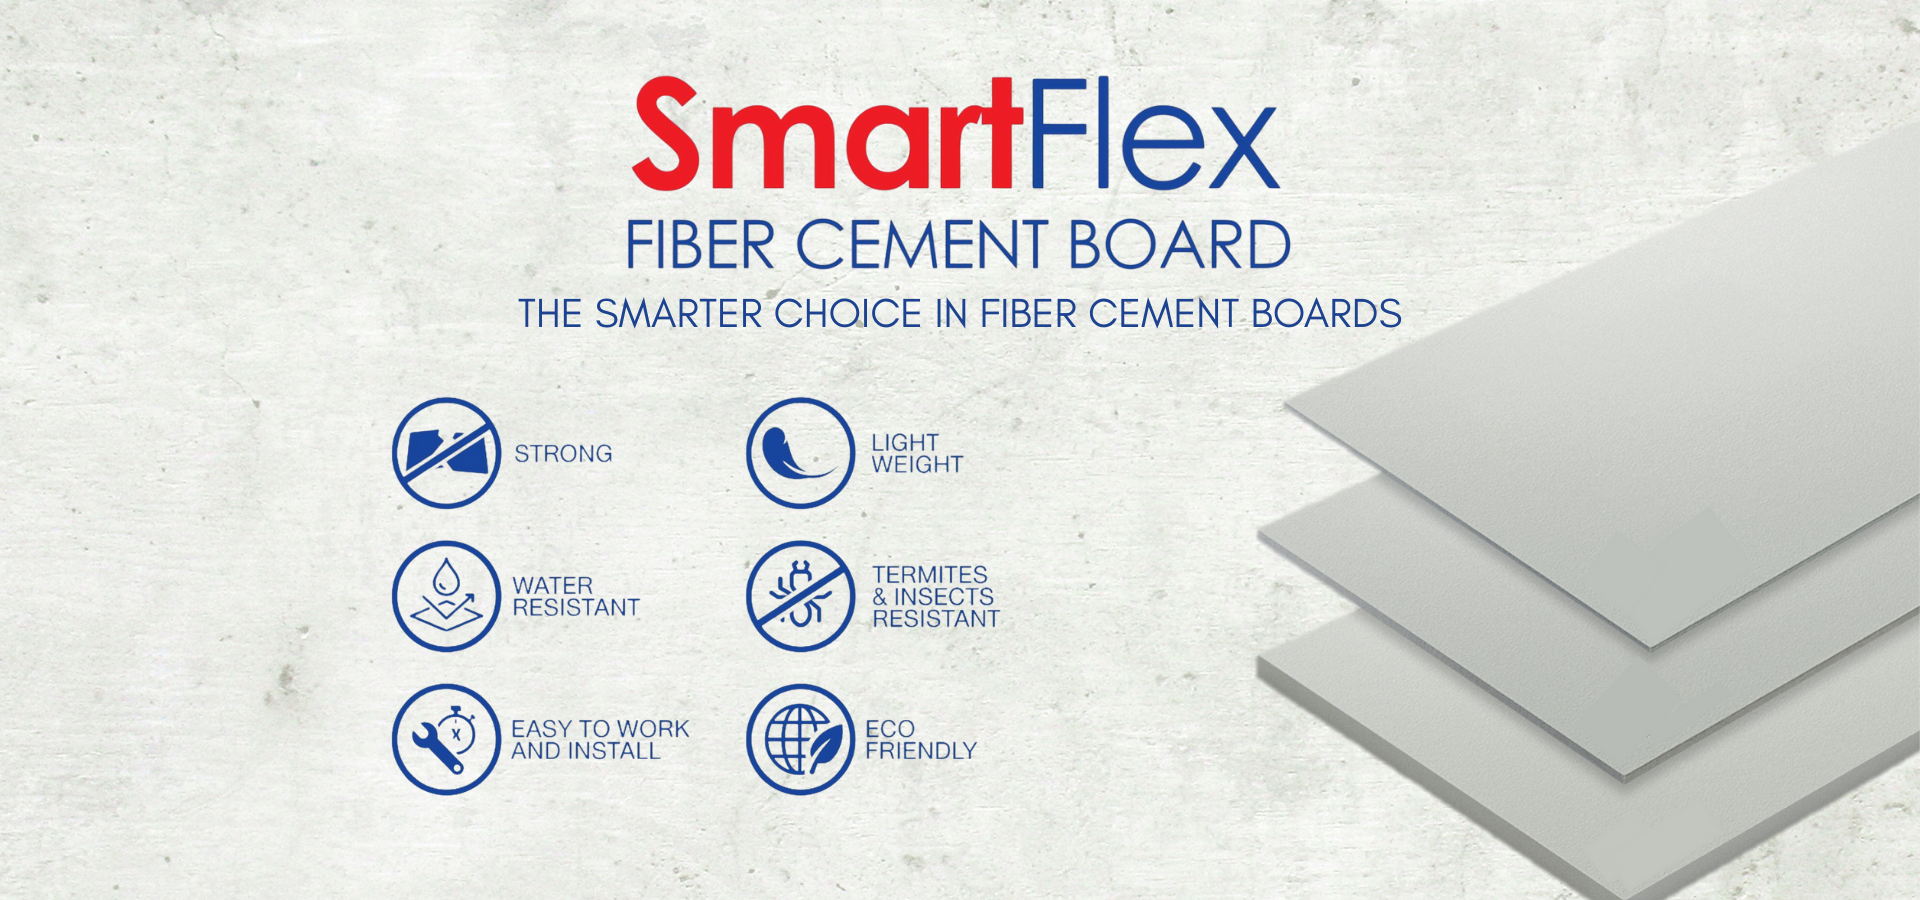 SmartFlex
FIBER CEMENT BOARD
THE SMARTER CHOICE IN FIBER CEMENT BOARDS
STRONG
LIGHT
WEIGHT
WATER
RESISTANT
TERMITES
& INSECTS
RESISTANT
EASY TO WORK
AND INSTALL
ECO
FRIENDLY